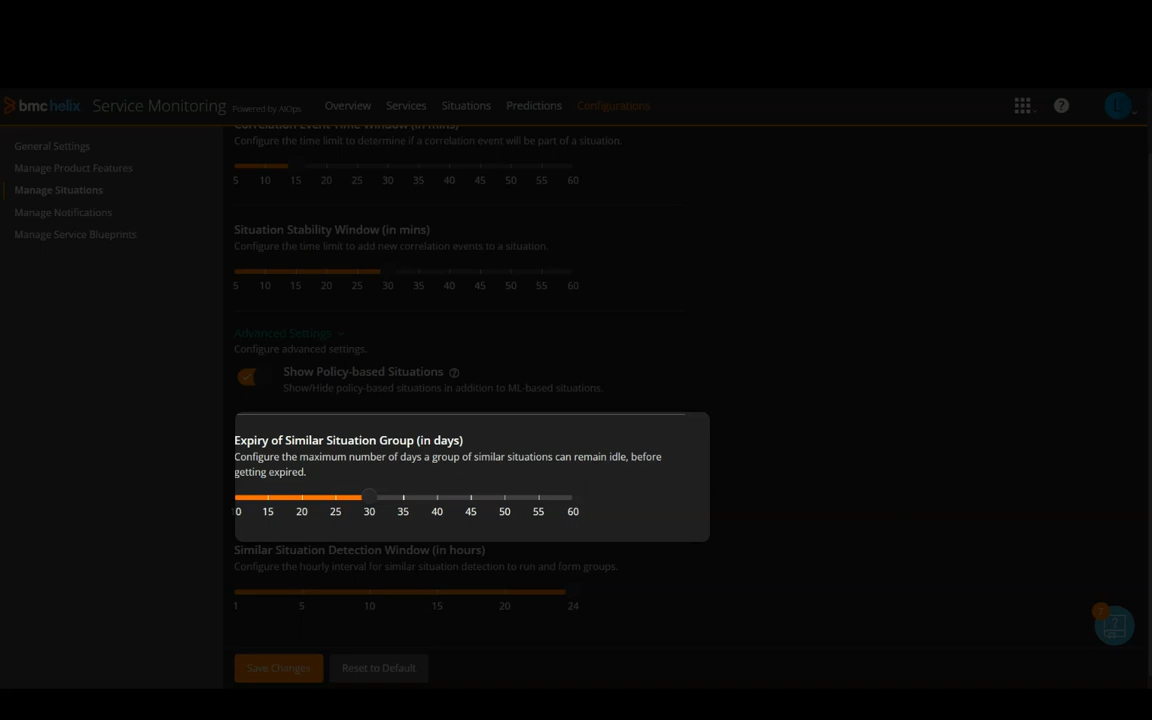 bmc helix Service Monitoring Powered by AIOps Overview Services Situations Predictions Configurations
General Settings
Manage Product Features
Manage Situations
Manage Notifications
Manage Service Blueprints
Correlation Event Time Window (in mins)
Configure the time limit to determine if a correlation event will be part of a situation.
5 10 15 20 25 30 35 40 45 50 55 60
Situation Stability Window (in mins)
Configure the time limit to add new correlation events to a situation.
5 10 15 20 25 30 35 40 45 50 55 60
Advanced Settings
Configure advanced settings.
Show Policy-based Situations
Show/Hide policy-based situations in addition to ML-based situations.
Expiry of Similar Situation Group (in days)
Configure the maximum number of days a group of similar situations can remain idle, before
getting expired.
10 15 20 25 30 35 40 45 50 55 60
Similar Situation Detection Window (in hours)
Configure the hourly interval for similar situation detection to run and form groups.
1 5 10 15 20 24
Save Changes Reset to Default